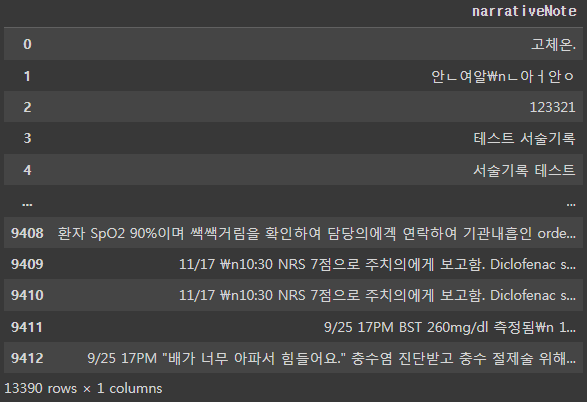 narrativeNote
0 고체온.
1 안ㄴ여알₩nㄴ아ㅓ안ㅇ
2 123321
3 테스트 서술기록
4 서술기록 테스트
... ...
9408 환자 SpO2 90%이며 쌕쌕거림을 확인하여 담당의에겍 연락하여 기관내흡인 orde...
9409 11/17 ₩n10:30 NRS 7점으로 주치의에게 보고함. Diclofenac s...
9410 11/17 ₩n10:30 NRS 7점으로 주치의에게 보고함. Diclofenac s...
9411 9/25 17PM BST 260mg/dl 측정됨₩n 1...
9412 9/25 17PM "배가 너무 아파서 힘들어요." 충수염 진단받고 충수 절제술 위해...
13390 rows × 1 columns